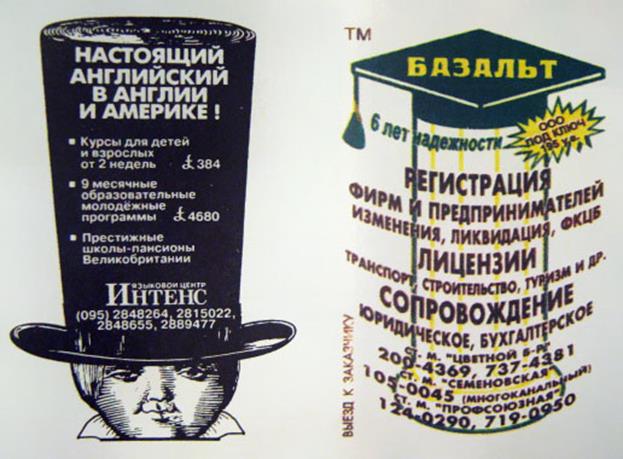 НАСТОЯЩИЙ
АНГЛИЙСКИЙ
В АНГЛИИ
И АМЕРИКЕ !
Курсы для детей
и взрослых
от 2 недель £ 384
9 месячные
образовательные
молодёжные
программы £ 4680
Престижные
школы-пансионы
Великобритании
ЯЗЫКОВОЙ ЦЕНТР
ИНТЕНС
(095) 2848264, 2815022,
2848655, 2889477
TM
БАЗАЛЬТ
6 лет надежности
ООО
ПОД КЛЮЧ
195 у.е.
РЕГИСТРАЦИЯ
ФИРМ И ПРЕДПРИНИМАТЕЛЕЙ
ИЗМЕНЕНИЯ, ЛИКВИДАЦИЯ, ФКЦБ
ЛИЦЕНЗИИ
ТРАНСПОРТ, СТРОИТЕЛЬСТВО, ТУРИЗМ И ДР.
СОПРОВОЖДЕНИЕ
ЮРИДИЧЕСКОЕ, БУХГАЛТЕРСКОЕ
СТ. М. "ЦВЕТНОЙ Б-Р"
200-4369, 737-4381
СТ. М. "СЕМЕНОВСКАЯ"
105-0045 (МНОГОКАНАЛЬНЫЙ)
СТ. М. "ПРОФСОЮЗНАЯ"
124-0290, 719-0950
ВЫЕЗД К ЗАКАЗЧИКУ